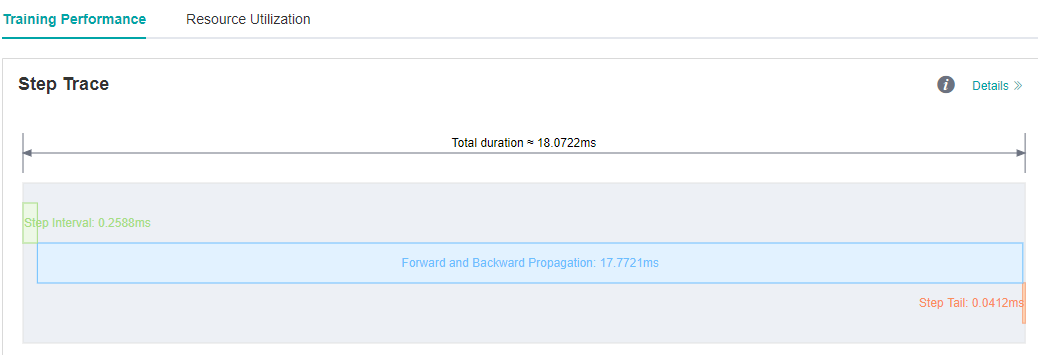 Training Performance Resource Utilization
Step Trace
i Details »
Total duration ≈ 18.0722ms
Step Interval: 0.2588ms
Forward and Backward Propagation: 17.7721ms
Step Tail: 0.0412ms